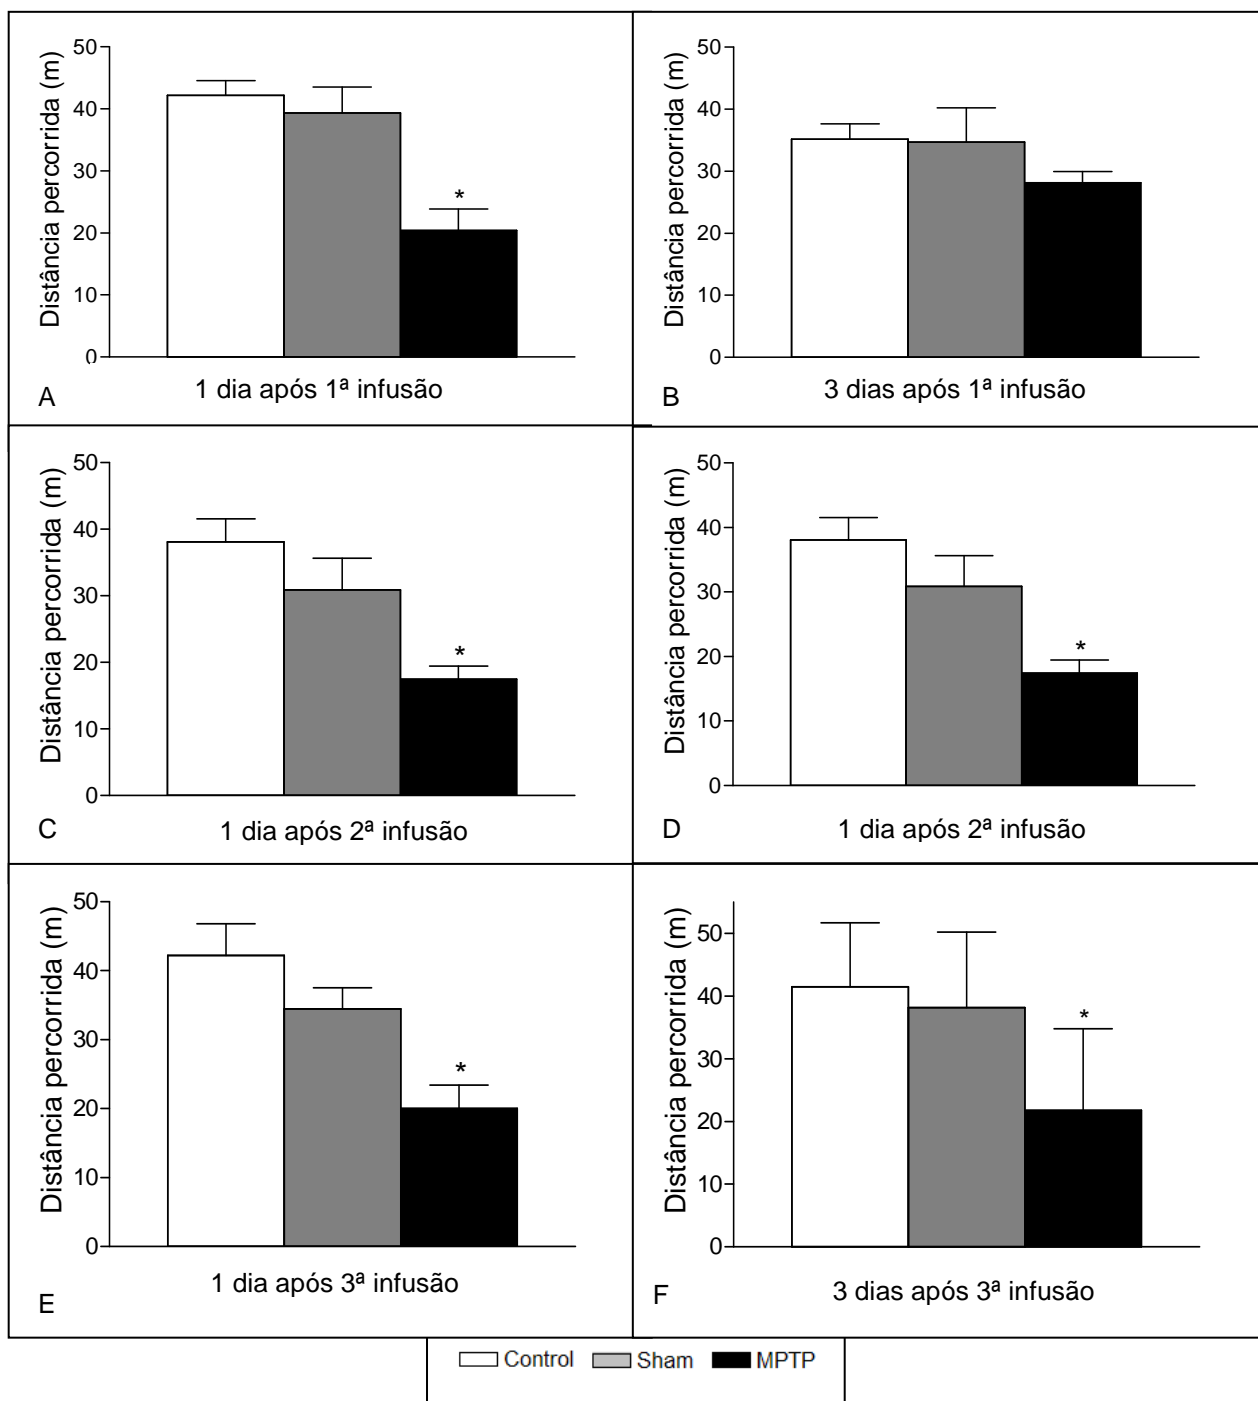 Distância percorrida (m)
50
40
30
20
10
0
*
A
1 dia após 1ª infusão
Distância percorrida (m)
50
40
30
20
10
0
B
3 dias após 1ª infusão
Distância percorrida (m)
50
40
30
20
10
0
*
C
1 dia após 2ª infusão
Distância percorrida (m)
50
40
30
20
10
0
*
D
1 dia após 2ª infusão
Distância percorrida (m)
50
40
30
20
10
0
*
E
1 dia após 3ª infusão
Distância percorrida (m)
50
40
30
20
10
0
*
F
3 dias após 3ª infusão
Control Sham MPTP